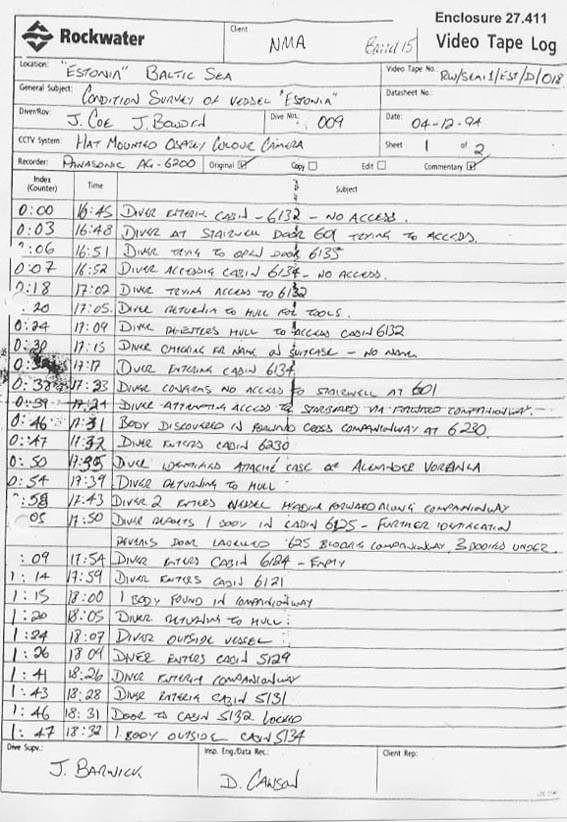 Enclosure 27.411
Rockwater
Client
NMA
Video Tape Log
Location: "ESTONIA" BALTIC SEA
Video Tape No.: RW/SEA1/EST/D/018
General Subject: CONDITION SURVEY OF VESSEL "ESTONIA"
Datasheet No.:
Diver/Rov: J. COE J. BOWDEN
Dive No.: 009
Date: 04-12-94
CCTV System: HAT MOUNTED OSPREY COLOUR CAMERA
Sheet 1 of 2
Recorder: PANASONIC AG-6200
Original
Copy
Edit
Commentary
Index (Counter)
Time
Subject
0:00 16:45 DIVER ENTERING CABIN - 6132 - NO ACCESS.
0:03 16:48 DIVER AT STAIRWELL DOOR 601 TRYING TO ACCESS.
:06 16:51 DIVER TRYING TO OPEN DOOR 6135
0:07 16:52 DIVER ACCESSING CABIN 6134 - NO ACCESS.
0:18 17:02 DIVER TRYING ACCESS TO 6132
20 17:05. DIVER RETURNING TO HULL FOR TOOLS.
0:24 17:09 DIVER RE-ENTERS HULL TO ACCESS CABIN 6132
0:30 17:15 DIVER CHECKING FOR NAME ON SUITCASE - NO NAME
17:17 DIVER ENTERING CABIN 6134
0:38 17:23 DIVER CONFIRMS NO ACCESS TO STAIRWELL AT 601
0:39 17:24 DIVER ATTEMPTING ACCESS TO STARBOARD VIA FORWARD COMPANIONWAY.
0:46 17:31 BODY DISCOVERED IN FORWARD CROSS COMPANIONWAY AT 6230.
0:47 17:32 DIVER ENTERS CABIN 6230
0:50 17:35 DIVER IDENTIFIES ATTACHÉ CASE OF ALEXANDER
0:54 17:39 DIVER RETURNING TO HULL
:58 17:43 DIVER 2 ENTERS VESSEL HEADING FORWARD ALONG COMPANIONWAY
05 17:50 DIVER REPORTS 1 BODY IN CABIN 6125 - FURTHER IDENTIFICATION
REVEALS DOOR LABELLED '625 BLOCKING COMPANIONWAY. 3 BODIES UNDER.
:09 17:54 DIVER ENTERS CABIN 6124 - EMPTY
1:14 17:59 DIVER ENTERS CABIN 6121
1:15 18:00 1 BODY FOUND IN COMPANIONWAY
1:20 18:05 DIVER RETURNING TO HULL.
1:24 18:07 DIVER OUTSIDE VESSEL
1:26 18 09 DIVER ENTERS CABIN 5129
1:41 18:26 DIVER ENTERING COMPANIONWAY
1:43 18:28 DIVER ENTERING CABIN 5131
1:46 18:31 DOOR TO CABIN 5132 LOCKED
1:47 18:32 1 BODY OUTSIDE CABIN 5134
Dive Supv.:
J. BARWICK
Insp. Eng./Data Rec.:
D. CAWSON
Client Rep: